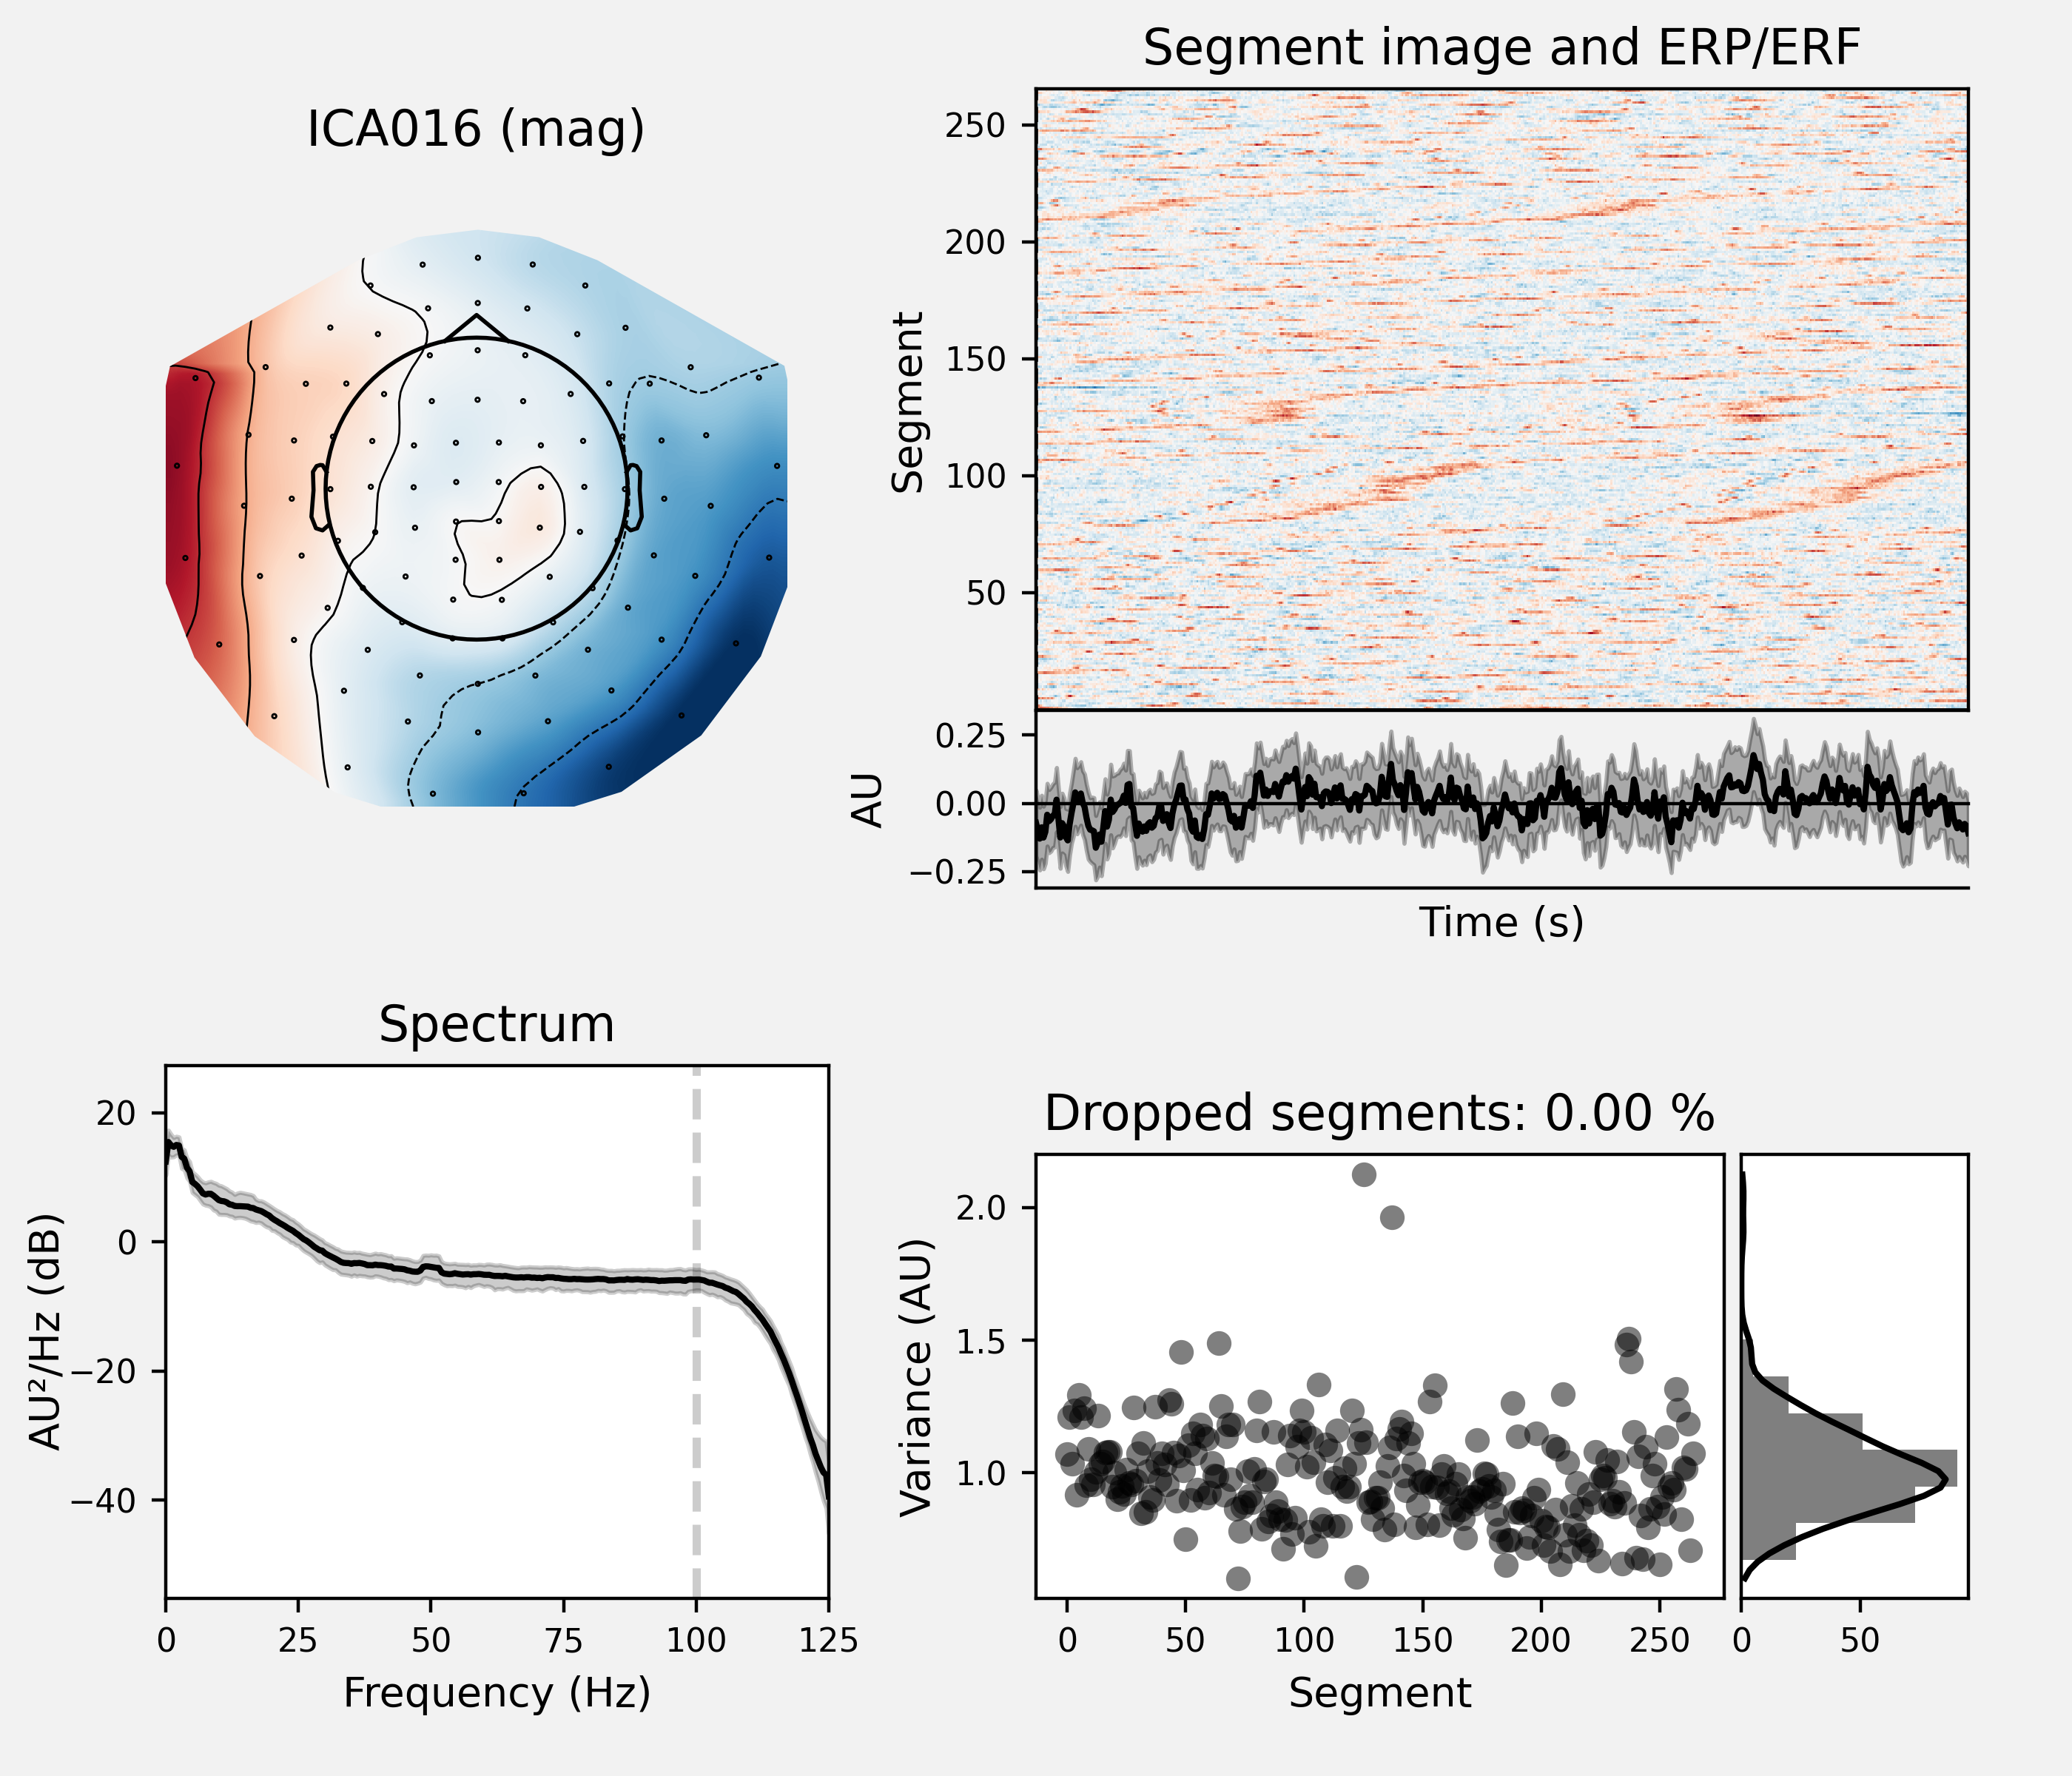 Segment image and ERP/ERF
ICA016 (mag)
250
200
150
100
50
Segment
0.25
0.00
−0.25
AU
Time (s)
Spectrum
20
0
−20
−40
AU²/Hz (dB)
0 25 50 75 100 125
Frequency (Hz)
Dropped segments: 0.00 %
2.0
1.5
1.0
Variance (AU)
0 50 100 150 200 250
Segment
0 50